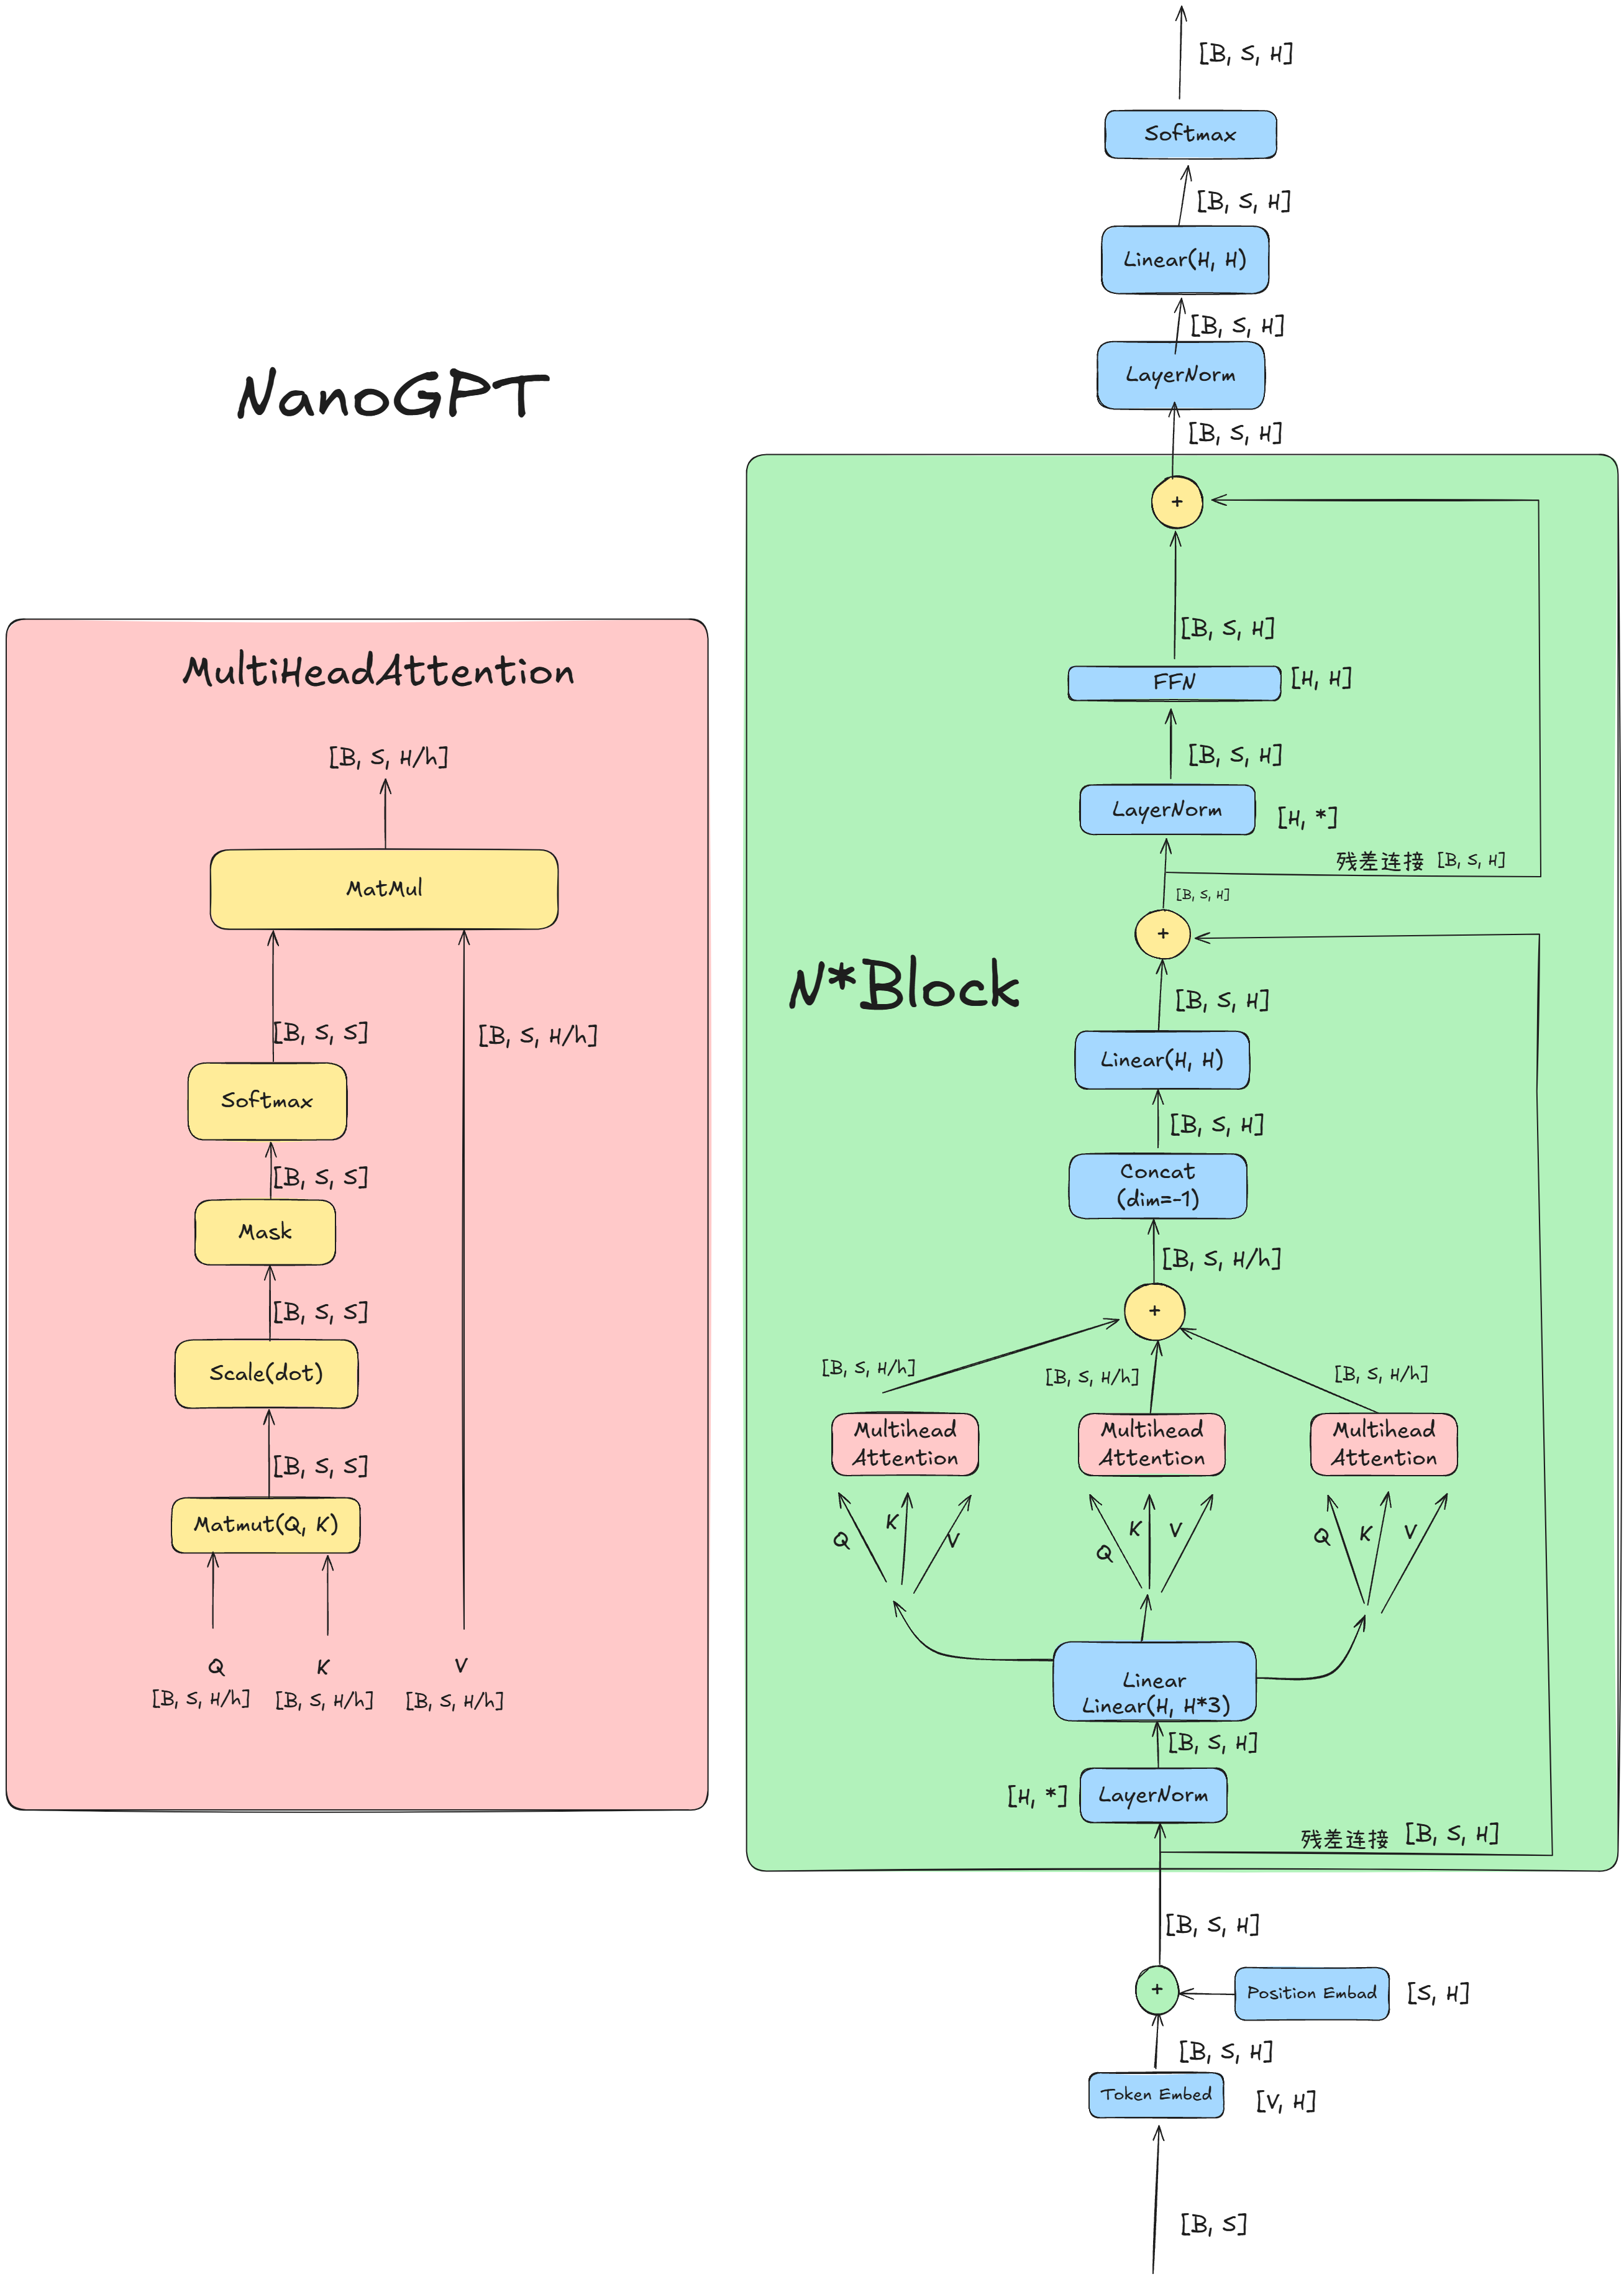 [B, S, H]
Softmax
[B, S, H]
Linear(H, H)
[B, S, H]
LayerNorm
[B, S, H]
NanoGPT
+
[B, S, H]
FFN
[H, H]
[B, S, H]
LayerNorm
[H, *]
残差连接 [B, S, H]
[B, S, H]
+
N*Block
[B, S, H]
Linear(H, H)
[B, S, H]
Concat
(dim=-1)
[B, S, H/h]
+
[B, S, H/h]
[B, S, H/h]
[B, S, H/h]
Multihead
Attention
Multihead
Attention
Multihead
Attention
Q
K
V
Q
K
V
Q
K
V
Linear
Linear(H, H*3)
[B, S, H]
[H, *]
LayerNorm
残差连接 [B, S, H]
[B, S, H]
+
Position Embad
[S, H]
[B, S, H]
Token Embed
[V, H]
[B, S]
MultiHeadAttention
[B, S, H/h]
MatMul
[B, S, S]
[B, S, H/h]
Softmax
[B, S, S]
Mask
[B, S, S]
Scale(dot)
[B, S, S]
Matmut(Q, K)
Q
K
V
[B, S, H/h]
[B, S, H/h]
[B, S, H/h]